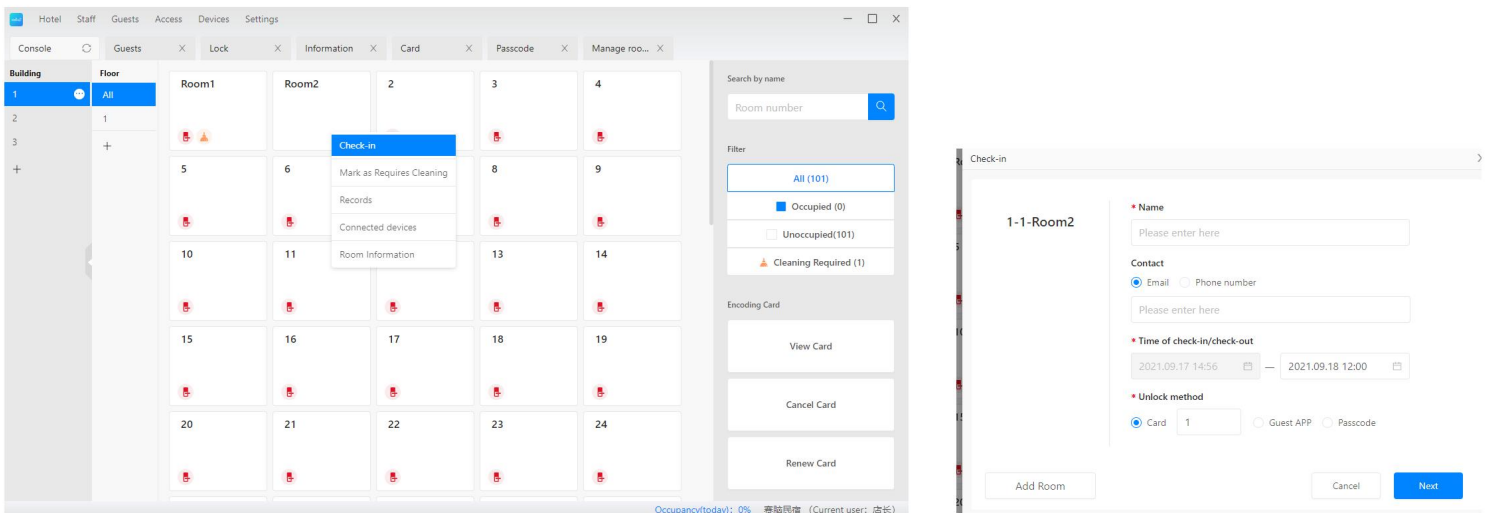 Hotel Staff Guests Access Devices Settings
Console Guests Lock Information Card Passcode Manage roo...
Building Floor
1 All
2 1
3
Room1 Room2 2 3 4
5 6 8 9
10 11 13 14
15 16 17 18 19
20 21 22 23 24
Check-in
Mark as Requires Cleaning
Records
Connected devices
Room Information
Search by name
Room number
Filter
All (101)
Occupied (0)
Unoccupied(101)
Cleaning Required (1)
Encoding Card
View Card
Cancel Card
Renew Card
Occupancy(today): 0% 赛脑民宿 (Current user: 店长)
Check-in
1-1-Room2
* Name
Please enter here
Contact
Email Phone number
Please enter here
* Time of check-in/check-out
2021.09.17 14:56 — 2021.09.18 12:00
* Unlock method
Card 1 Guest APP Passcode
Add Room Cancel Next